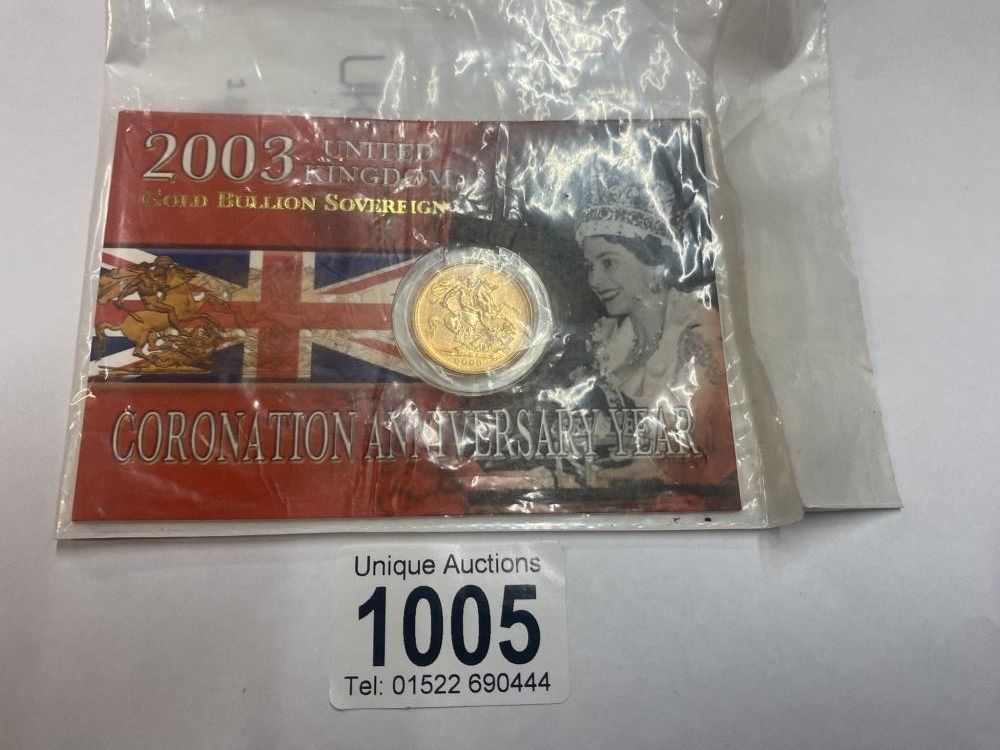 2003 UNITED
KINGDOM
GOLD BULLION SOVEREIGN
CORONATION ANNIVERSARY YEAR
Unique Auctions
1005
Tel: 01522 690444